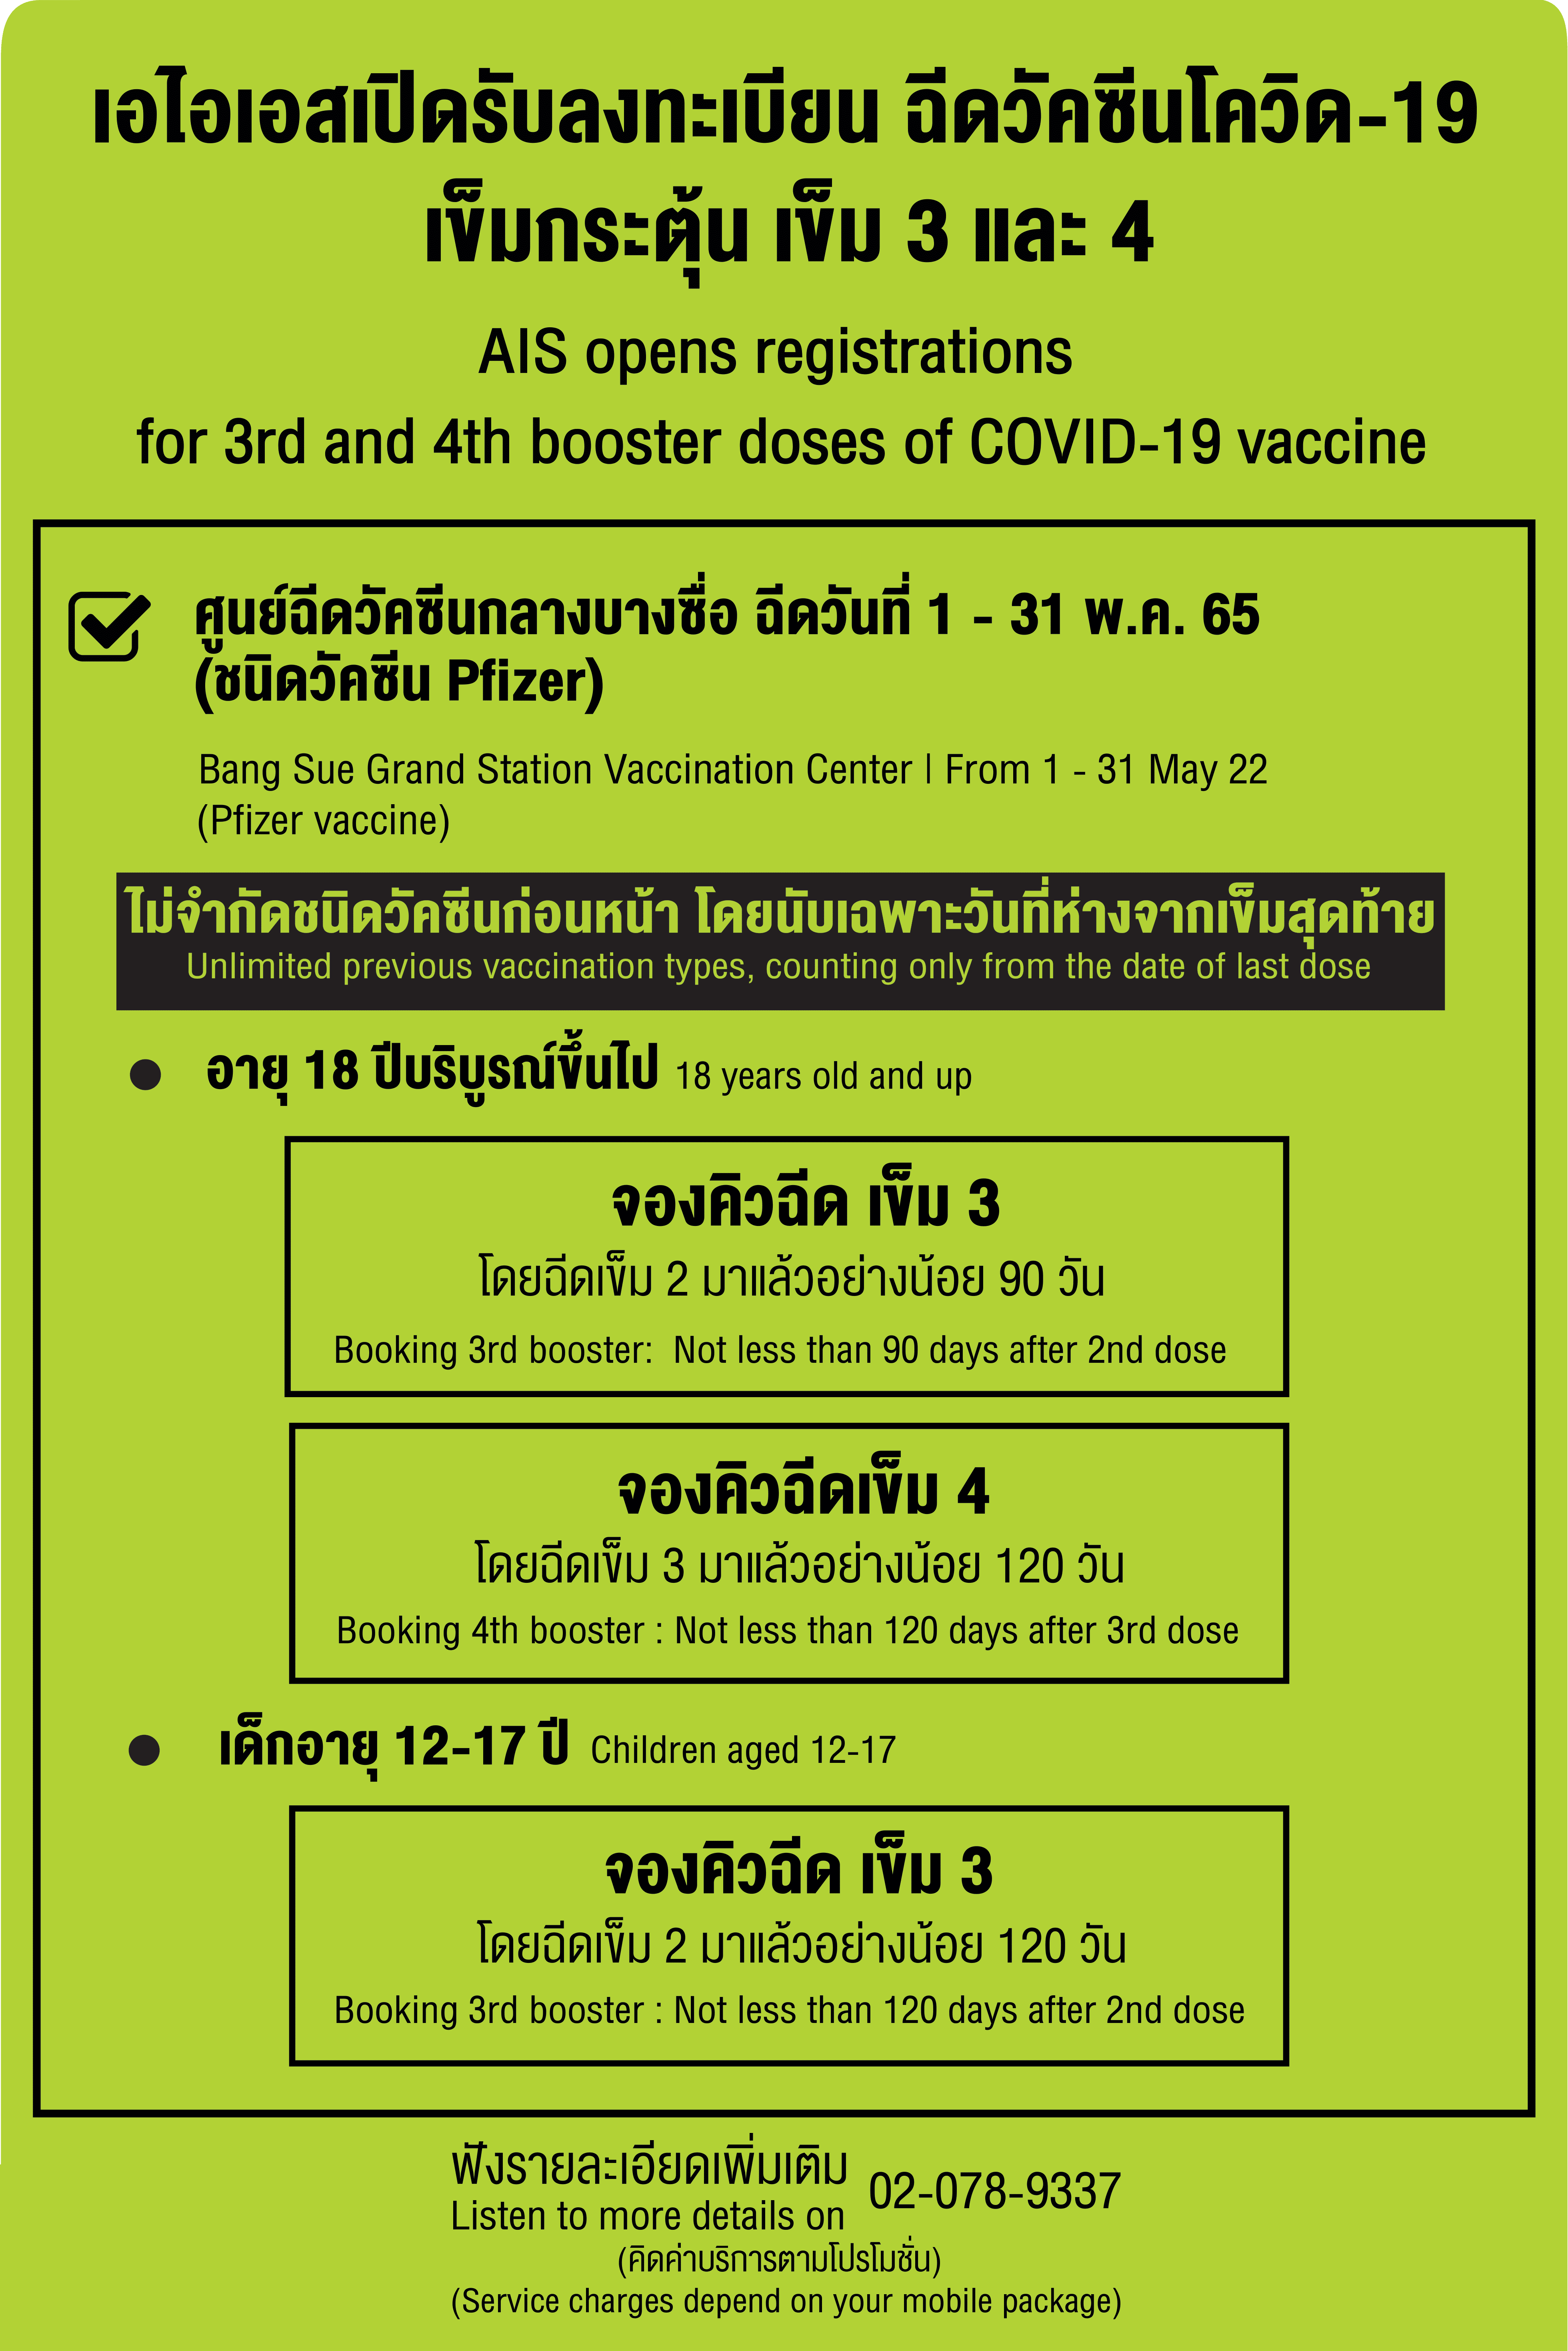 เอไอเอสเปิดรับลงทะเบียน ฉีดวัคซีนโควิด-19
เข็มกระตุ้น เข็ม 3 และ 4
AIS opens registrations
for 3rd and 4th booster doses of COVID-19 vaccine
ศูนย์ฉีดวัคซีนกลางบางซื่อ ฉีดวันที่ 1 - 31 พ.ค. 65
(ชนิดวัคซีน Pfizer)
Bang Sue Grand Station Vaccination Center | From 1 - 31 May 22
(Pfizer vaccine)
ไม่จำกัดชนิดวัคซีนก่อนหน้า โดยนับเฉพาะวันที่ห่างจากเข็มสุดท้าย
Unlimited previous vaccination types, counting only from the date of last dose
● อายุ 18 ปีบริบูรณ์ขึ้นไป 18 years old and up
จองคิวฉีด เข็ม 3
โดยฉีดเข็ม 2 มาแล้วอย่างน้อย 90 วัน
Booking 3rd booster: Not less than 90 days after 2nd dose
จองคิวฉีดเข็ม 4
โดยฉีดเข็ม 3 มาแล้วอย่างน้อย 120 วัน
Booking 4th booster : Not less than 120 days after 3rd dose
● เด็กอายุ 12-17 ปี Children aged 12-17
จองคิวฉีด เข็ม 3
โดยฉีดเข็ม 2 มาแล้วอย่างน้อย 120 วัน
Booking 3rd booster : Not less than 120 days after 2nd dose
ฟังรายละเอียดเพิ่มเติม
Listen to more details on 02-078-9337
(คิดค่าบริการตามโปรโมชั่น)
(Service charges depend on your mobile package)